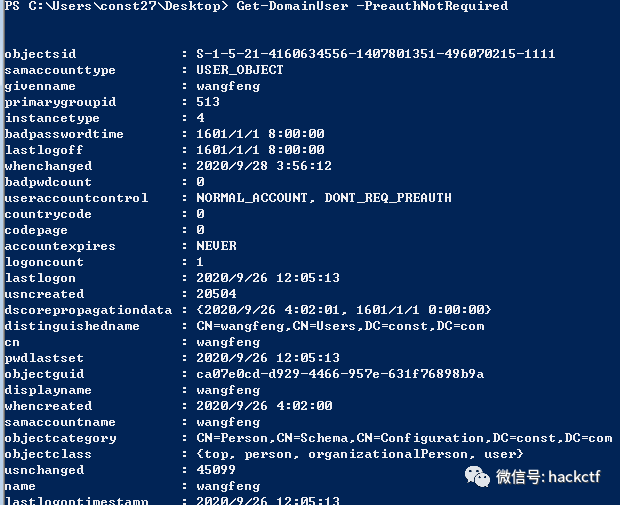 PS C:\Users\const27\Desktop> Get-DomainUser -PreauthNotRequired
objectsid : S-1-5-21-4160634556-1407801351-496070215-1111
samaccounttype : USER_OBJECT
givenname : wangfeng
primarygroupid : 513
instancetype : 4
badpasswordtime : 1601/1/1 8:00:00
lastlogoff : 1601/1/1 8:00:00
whenchanged : 2020/9/28 3:56:12
badpwdcount : 0
useraccountcontrol : NORMAL_ACCOUNT, DONT_REQ_PREAUTH
countrycode : 0
codepage : 0
accountexpires : NEVER
logoncount : 1
lastlogon : 2020/9/26 12:05:13
usncreated : 20504
dscorepropagationdata : {2020/9/26 4:02:01, 1601/1/1 0:00:00}
distinguishedname : CN=wangfeng,CN=Users,DC=const,DC=com
cn : wangfeng
pwdlastset : 2020/9/26 12:05:13
objectguid : ca07e0cd-d929-4466-957e-631f76898b9a
displayname : wangfeng
whencreated : 2020/9/26 4:02:00
samaccountname : wangfeng
objectcategory : CN=Person,CN=Schema,CN=Configuration,DC=const,DC=com
objectclass : {top, person, organizationalPerson, user}
usnchanged : 45099
name : wangfeng
lastlogontimestamp : 2020/9/26 12:05:13
微信号: hackctf